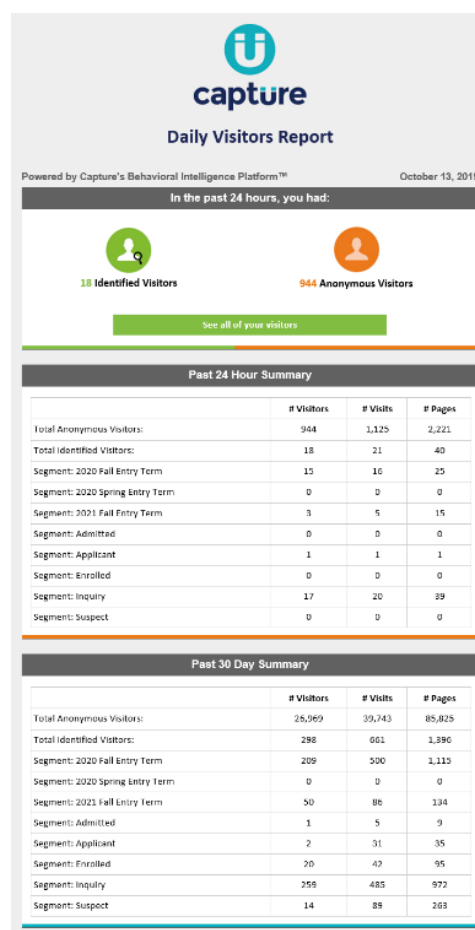 capture
Daily Visitors Report
Powered by Capture's Behavioral Intelligence Platform™ October 13, 2019
In the past 24 hours, you had:
18 Identified Visitors 944 Anonymous Visitors
See all of your visitors
Past 24 Hour Summary
# Visitors # Visits # Pages
Total Anonymous Visitors: 944 1,125 2,221
Total Identified Visitors: 18 21 40
Segment: 2020 Fall Entry Term 15 16 25
Segment: 2020 Spring Entry Term 0 0 0
Segment: 2021 Fall Entry Term 3 5 15
Segment: Admitted 0 0 0
Segment: Applicant 1 1 1
Segment: Enrolled 0 0 0
Segment: Inquiry 17 20 39
Segment: Suspect 0 0 0
Past 30 Day Summary
# Visitors # Visits # Pages
Total Anonymous Visitors: 26,969 39,743 85,825
Total Identified Visitors: 298 661 1,396
Segment: 2020 Fall Entry Term 209 500 1,115
Segment: 2020 Spring Entry Term 0 0 0
Segment: 2021 Fall Entry Term 50 86 134
Segment: Admitted 1 5 9
Segment: Applicant 2 31 35
Segment: Enrolled 20 42 95
Segment: Inquiry 259 485 972
Segment: Suspect 14 89 263